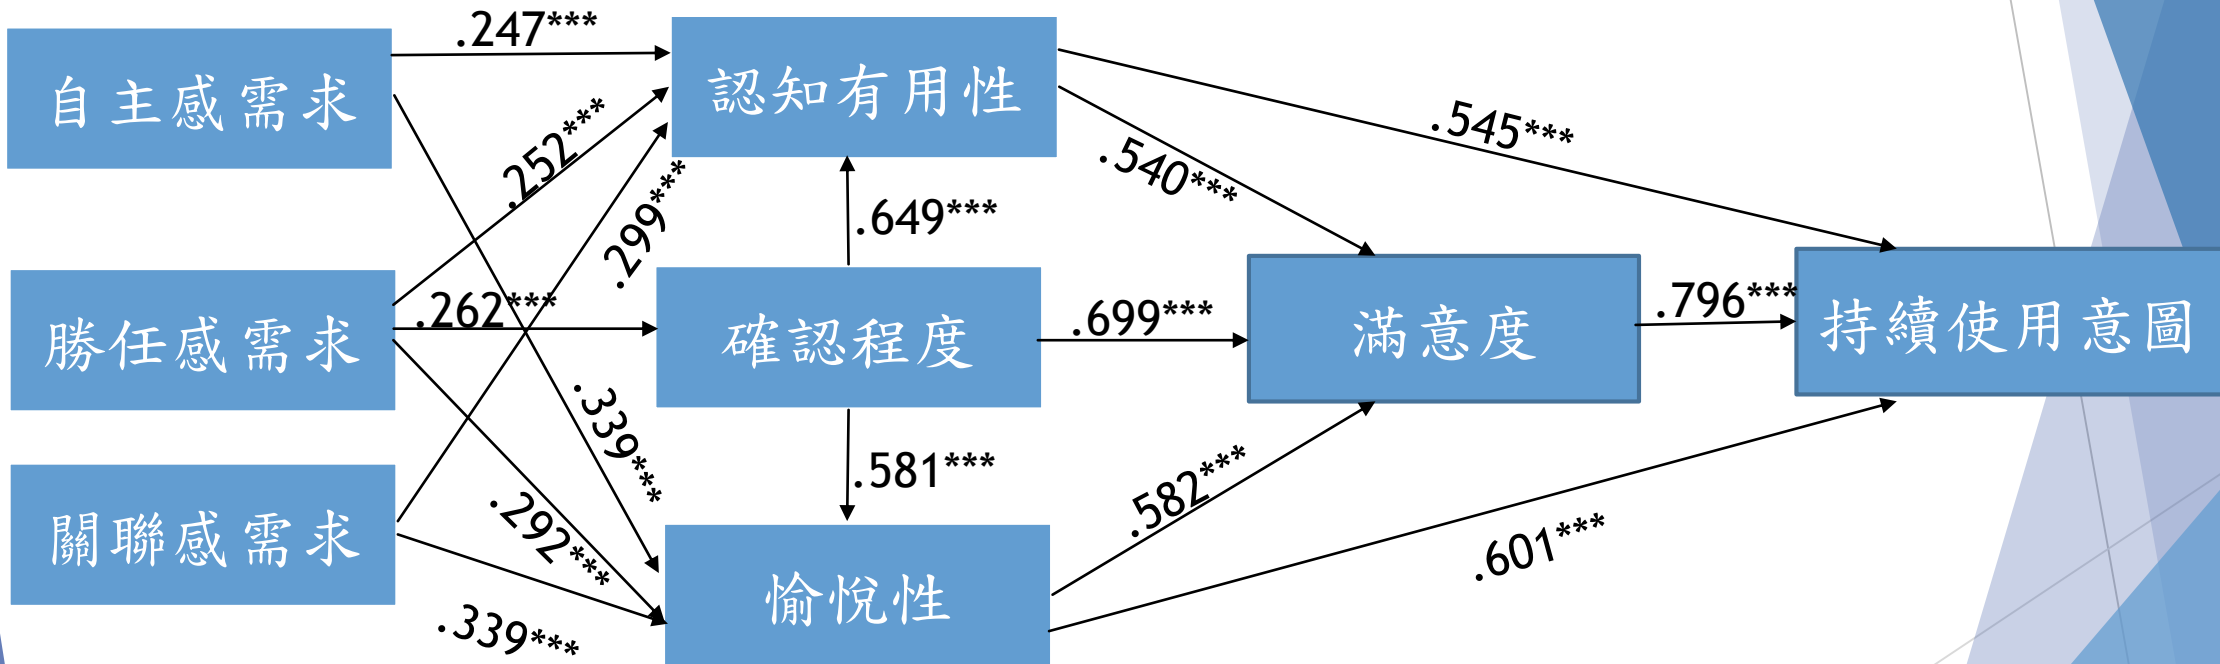 .247***
自主感需求
認知有用性
.252***
.545***
.540***
.299***
.649***
勝任感需求
.262***
確認程度
.699***
滿意度
.796***
持續使用意圖
.339***
.581***
關聯感需求
.292***
.582***
.601***
愉悅性
.339***